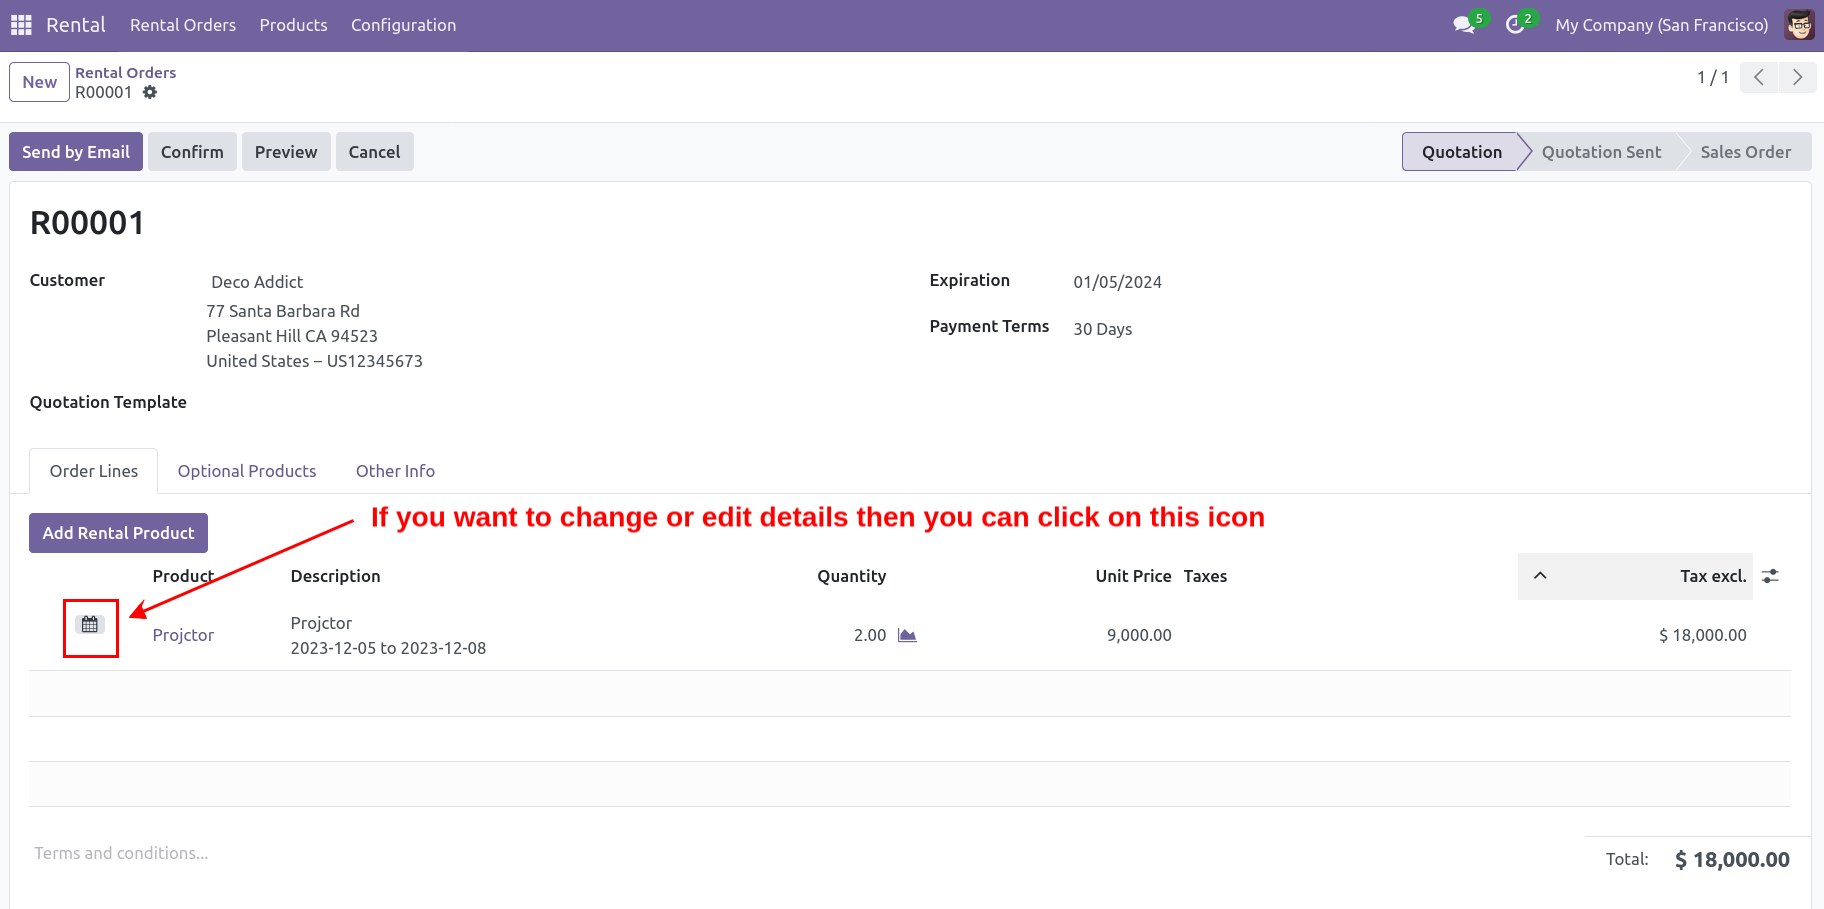 Rental Rental Orders Products Configuration 5 2 My Company (San Francisco)
New Rental Orders
R00001
1 / 1
Send by Email Confirm Preview Cancel Quotation Quotation Sent Sales Order
R00001
Customer Deco Addict
77 Santa Barbara Rd
Pleasant Hill CA 94523
United States – US12345673
Expiration 01/05/2024
Payment Terms 30 Days
Quotation Template
Order Lines Optional Products Other Info
If you want to change or edit details then you can click on this icon
Add Rental Product
Product Description Quantity Unit Price Taxes Tax excl.
Projctor Projctor 2.00 9,000.00 $ 18,000.00
2023-12-05 to 2023-12-08
Terms and conditions...
Total: $ 18,000.00